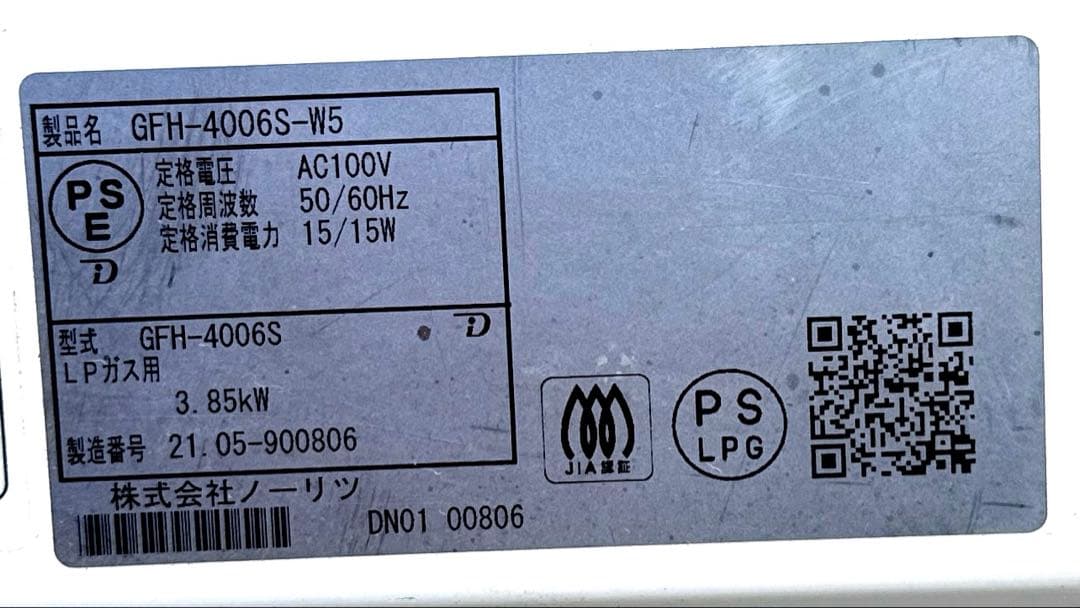 製品名 GFH-4006S-W5
PS
E
定格電圧 AC100V
定格周波数 50/60Hz
定格消費電力 15/15W
型式 GFH-4006S
LPガス用
3.85kW
製造番号 21.05-900806
JIA認証
PS
LPG
株式会社ノーリツ
DN01 00806